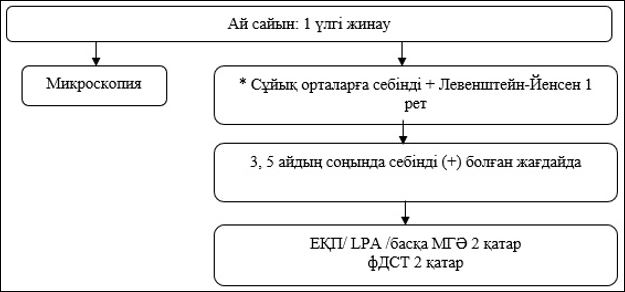 Ай сайын: 1 үлгі жинау
Микроскопия
* Сұйық орталарға себінді + Левенштейн-Йенсен 1
рет
3, 5 айдың соңында себінді (+) болған жағдайда
ЕҚП/ LPA /басқа МГӘ 2 қатар
фДСТ 2 қатар